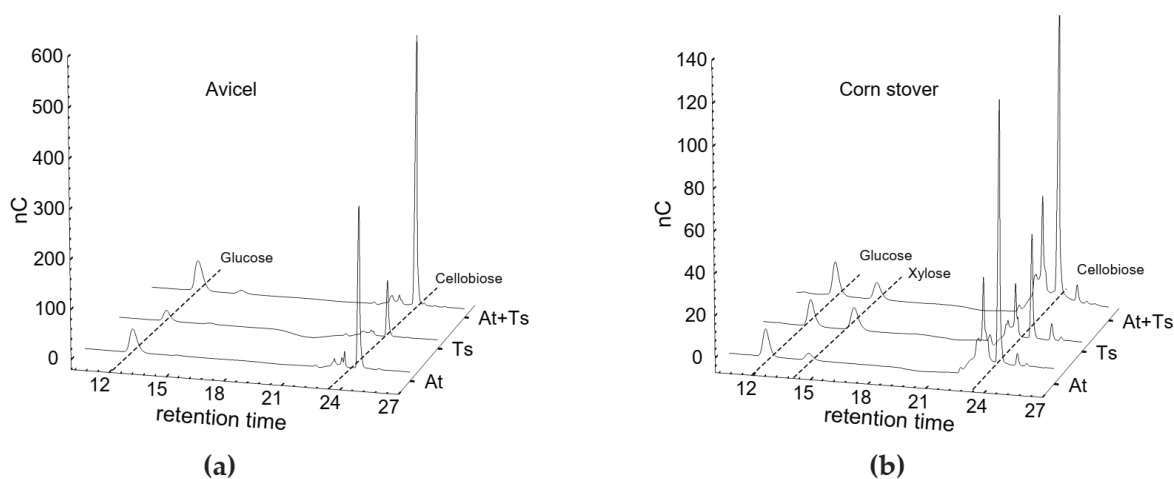 Avicel
600
500
400
300
200
100
0
nC
Glucose
Cellobiose
At+Ts
Ts
At
12
15
18
21
24
27
retention time
(a)
Corn stover
140
120
100
80
60
40
20
0
nC
Glucose
Xylose
Cellobiose
At+Ts
Ts
At
12
15
18
21
24
27
retention time
(b)